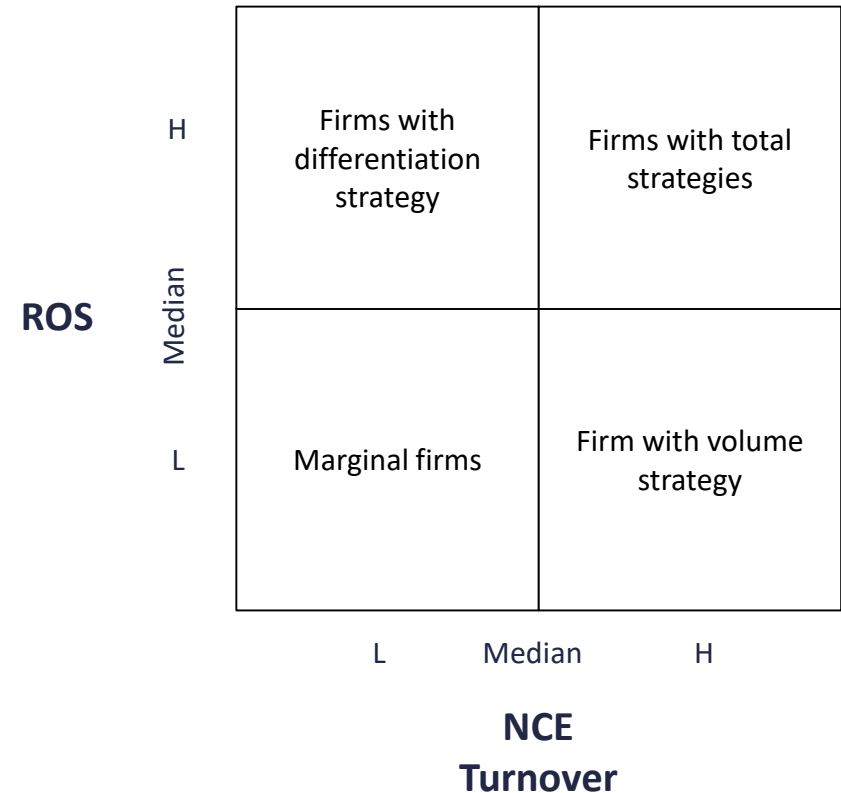 H
Firms with
differentiation
strategy
Firms with total
strategies
ROS
Median
L
Marginal firms
Firm with volume
strategy
L
Median
H
NCE
Turnover